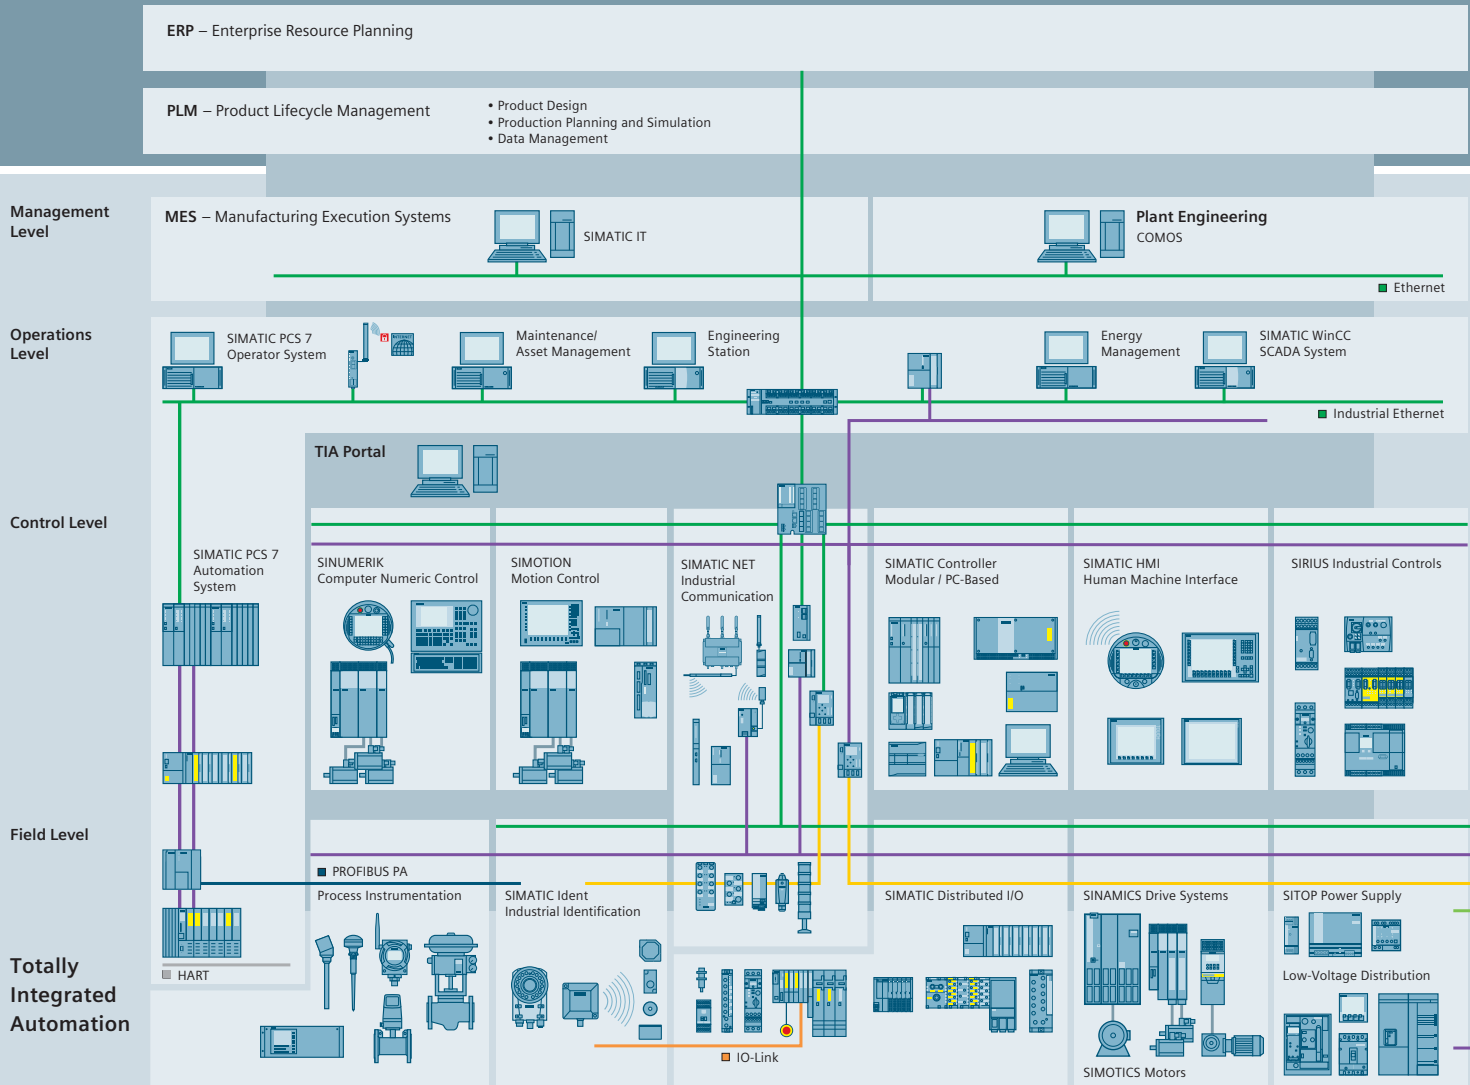 ERP – Enterprise Resource Planning
PLM – Product Lifecycle Management
• Product Design
• Production Planning and Simulation
• Data Management
Management
Level
MES – Manufacturing Execution Systems
SIMATIC IT
Plant Engineering
COMOS
Ethernet
Operations
Level
SIMATIC PCS 7
Operator System
INTERNET
Maintenance/
Asset Management
Engineering
Station
Energy
Management
SIMATIC WinCC
SCADA System
Industrial Ethernet
TIA Portal
Control Level
SIMATIC PCS 7
Automation
System
SINUMERIK
Computer Numeric Control
SIMOTION
Motion Control
SIMATIC NET
Industrial
Communication
SIMATIC Controller
Modular / PC-Based
SIMATIC HMI
Human Machine Interface
SIRIUS Industrial Controls
Field Level
PROFIBUS PA
Process Instrumentation
SIMATIC Ident
Industrial Identification
SIMATIC Distributed I/O
SINAMICS Drive Systems
SITOP Power Supply
HART
Low-Voltage Distribution
Totally
Integrated
Automation
IO-Link
SIMOTICS Motors